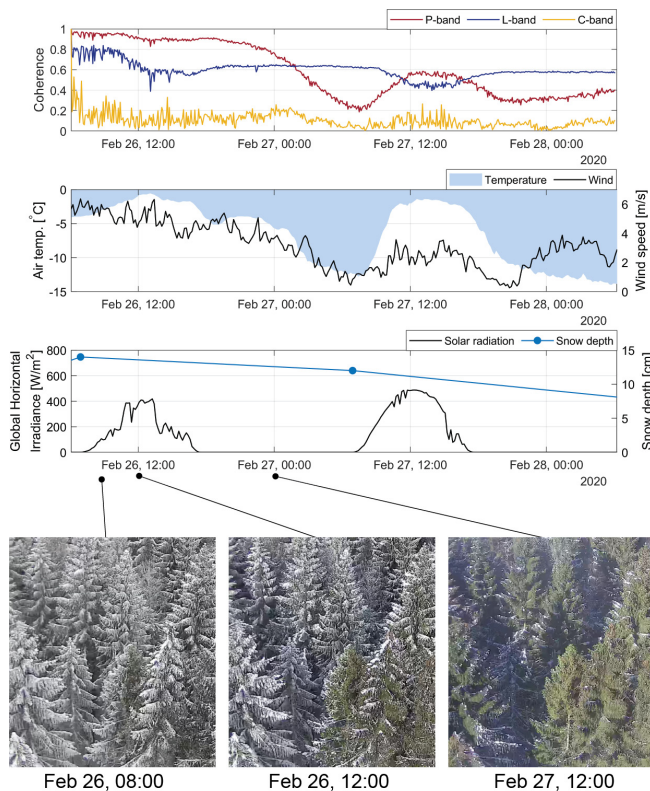 P-band L-band C-band
Coherence
1
0.8
0.6
0.4
0.2
0
Feb 26, 12:00 Feb 27, 00:00 Feb 27, 12:00 Feb 28, 00:00
2020
Temperature Wind
Air temp. [°C]
0
-5
-10
-15
Wind speed [m/s]
6
4
2
0
Feb 26, 12:00 Feb 27, 00:00 Feb 27, 12:00 Feb 28, 00:00
2020
Solar radiation Snow depth
Global Horizontal
Irradiance [W/m²]
800
600
400
200
0
Snow depth [cm]
15
10
5
0
Feb 26, 12:00 Feb 27, 00:00 Feb 27, 12:00 Feb 28, 00:00
2020
Feb 26, 08:00 Feb 26, 12:00 Feb 27, 12:00